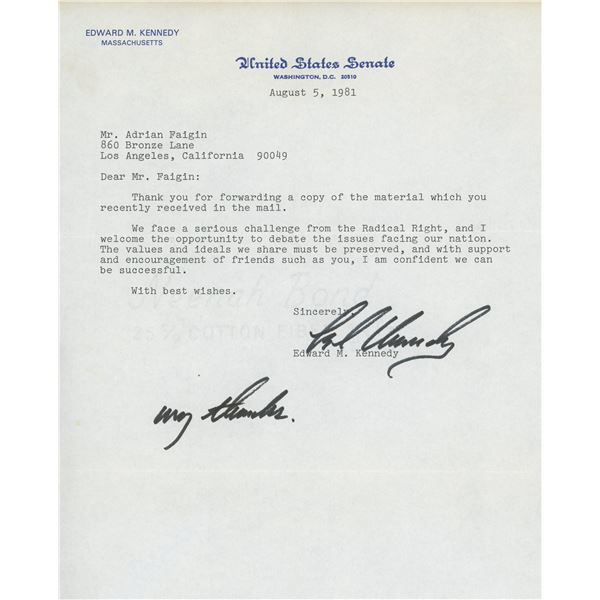 EDWARD M. KENNEDY
MASSACHUSETTS
United States Senate
WASHINGTON, D.C. 20510
August 5, 1981
Mr. Adrian Faigin
860 Bronze Lane
Los Angeles, California 90049
Dear Mr. Faigin:
Thank you for forwarding a copy of the material which you
recently received in the mail.
We face a serious challenge from the Radical Right, and I
welcome the opportunity to debate the issues facing our nation.
The values and ideals we share must be preserved, and with support
and encouragement of friends such as you, I am confident we can
be successful.
With best wishes.
Sincerely,
Edward M. Kennedy
my thanks.
Bond
25% COTTON FIBER